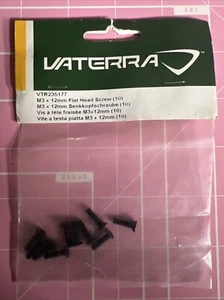 VATERRA
VTR235177
M3 x 12mm Flat Head Screw (10)
M3 x 12mm Senkkopfschraube (10)
Vis à tête fraisée M3x12mm (10)
Vite a testa piatta M3 x 12mm (10)